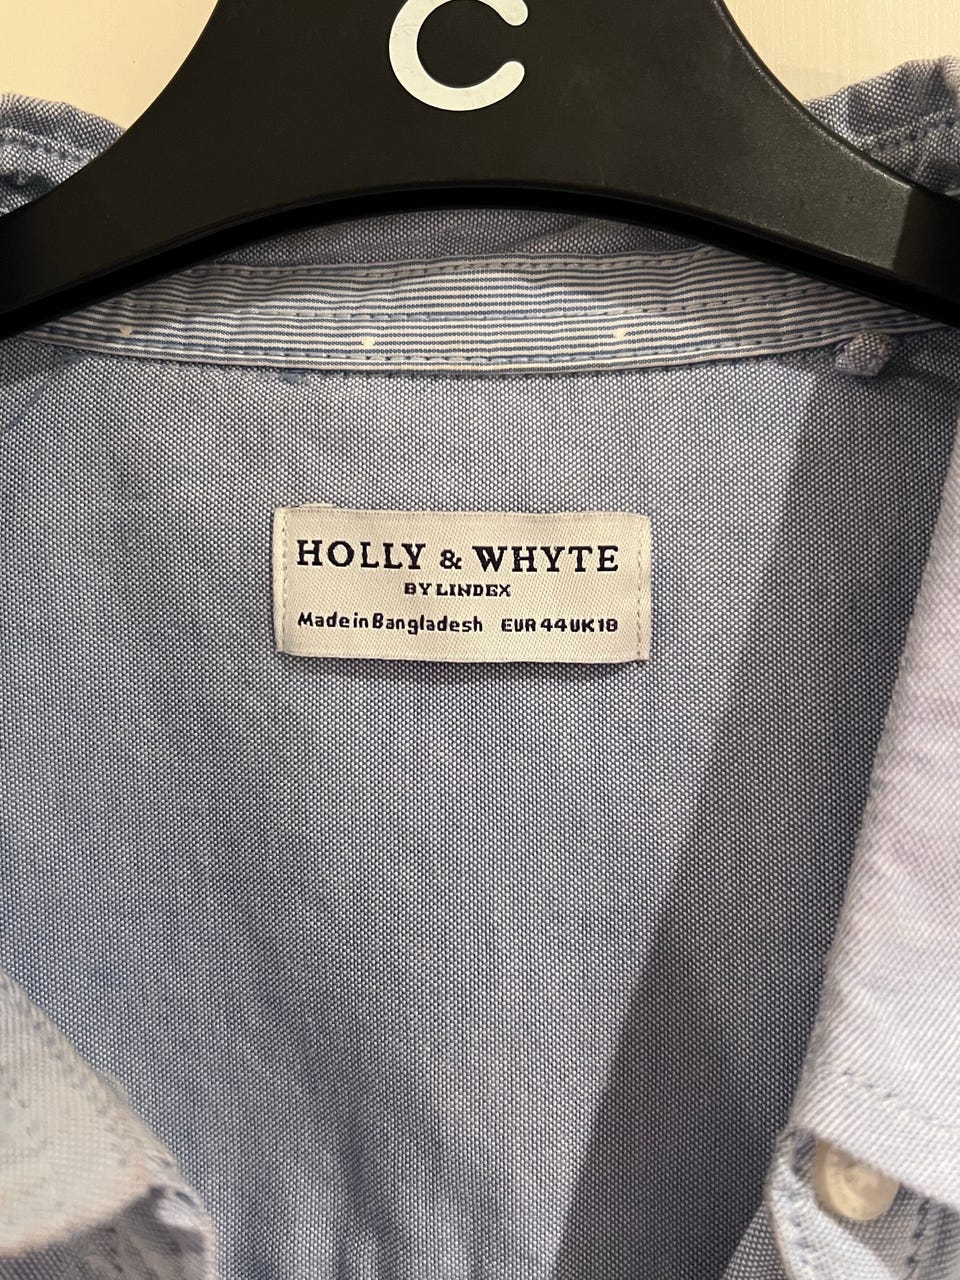 C
HOLLY & WHYTE
BY LINDEX
Made in Bangladesh EUR 44 UK 18